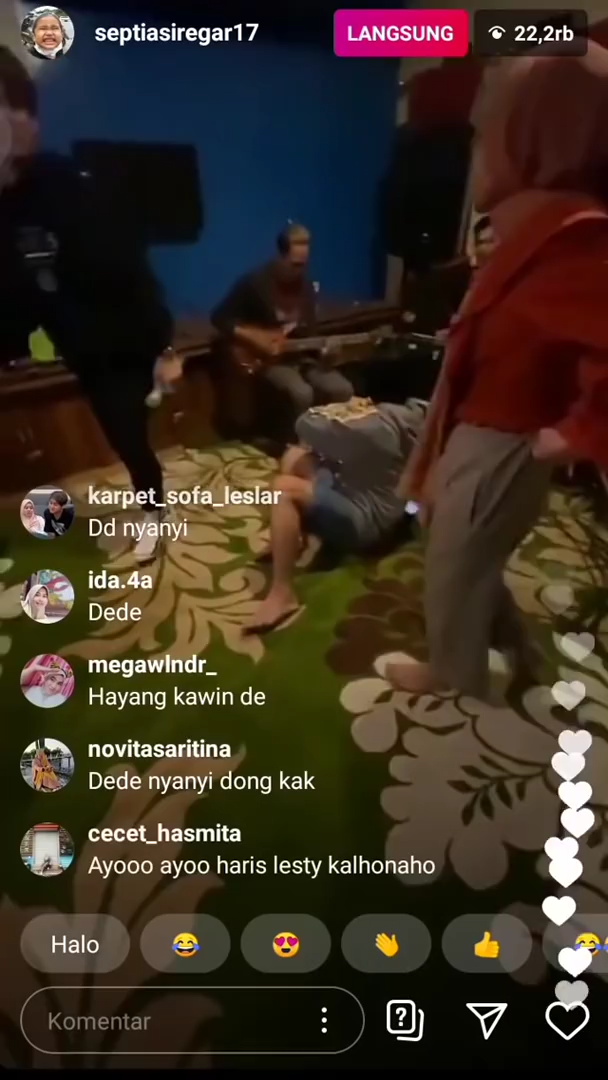 septiasiregar17
LANGSUNG
22,2rb
karpet_sofa_leslar
Dd nyanyi
ida.4a
Dede
megawlndr_
Hayang kawin de
novitasaritina
Dede nyanyi dong kak
cecet_hasmita
Ayooo ayoo haris lesty kalhonaho
Halo
Komentar